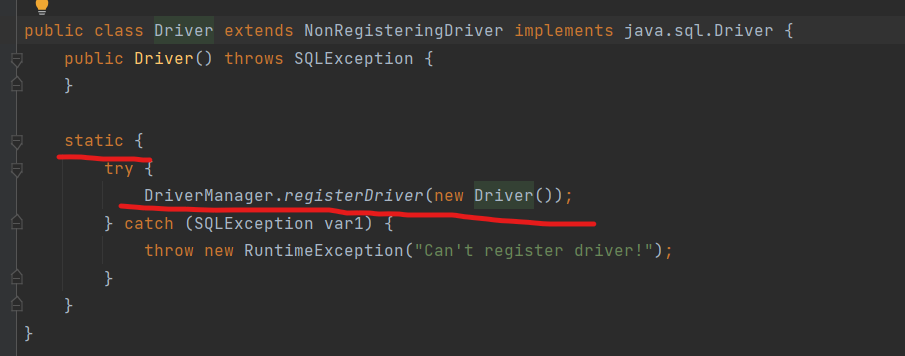 public class Driver extends NonRegisteringDriver implements java.sql.Driver {
public Driver() throws SQLException {
}
static {
try {
DriverManager.registerDriver(new Driver());
} catch (SQLException var1) {
throw new RuntimeException("Can't register driver!");
}
}
}